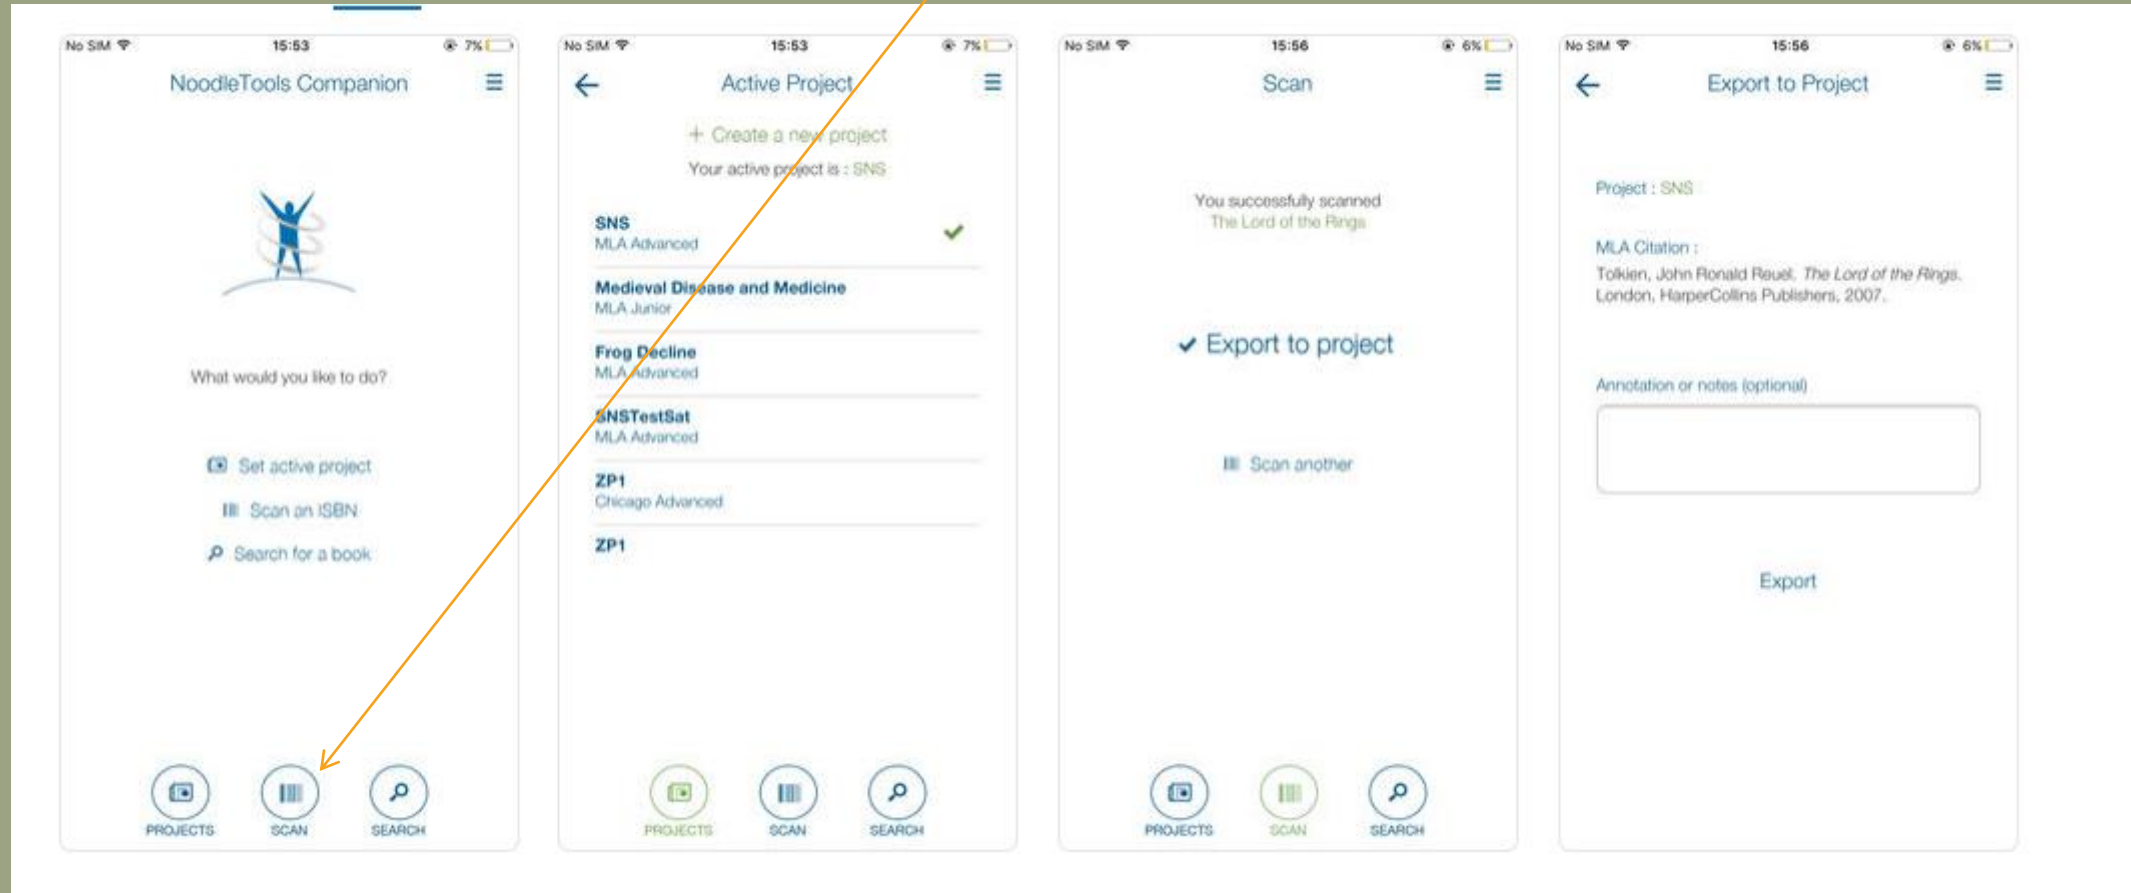 No SIM 15:53 7%
NoodleTools Companion
What would you like to do?
Set active project
Scan an ISBN
Search for a book
PROJECTS SCAN SEARCH
No SIM 15:53 7%
Active Project
+ Create a new project
Your active project is : SNS
SNS
MLA Advanced
Medieval Disease and Medicine
MLA Junior
Frog Decline
MLA Advanced
SNSTestSat
MLA Advanced
ZP1
Chicago Advanced
ZP1
PROJECTS SCAN SEARCH
No SIM 15:56 6%
Scan
You successfully scanned
The Lord of the Rings
Export to project
Scan another
PROJECTS SCAN SEARCH
No SIM 15:56 6%
Export to Project
Project : SNS
MLA Citation :
Tolkien, John Ronald Reuel. The Lord of the Rings.
London, HarperCollins Publishers, 2007.
Annotation or notes (optional)
Export